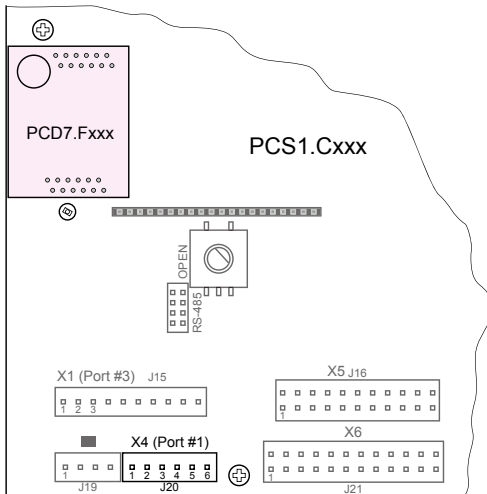 PCD7.Fxxx
PCS1.Cxxx
OPEN
RS-485
X1 (Port #3) J15
1 2 3
X5 J16
1
X4 (Port #1)
X6
1
1 2 3 4 5 6
1
J19
J20
J21